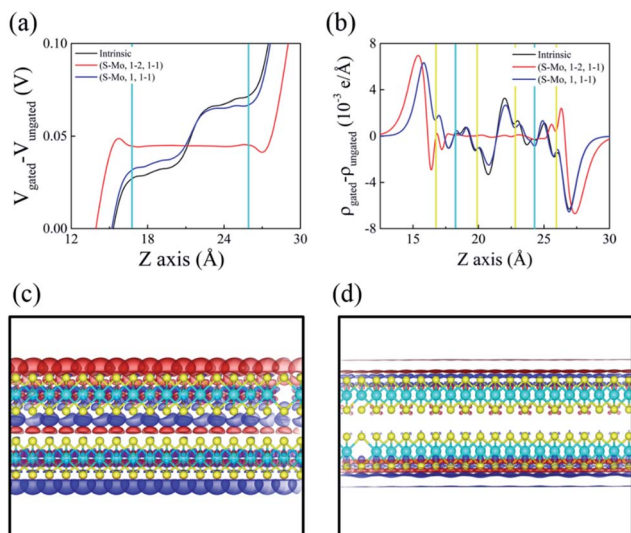 (a)
0.10
0.05
0.00
V_gated-V_ungated (V)
Intrinsic
(S-Mo, 1-2, 1-1)
(S-Mo, 1, 1-1)
12 18 24 30
Z axis (Å)
(b)
8
4
0
-4
-8
ρ_gated-ρ_ungated (10^-3 e/Å)
Intrinsic
(S-Mo, 1-2, 1-1)
(S-Mo, 1, 1-1)
15 20 25 30
Z axis (Å)
(c)
(d)